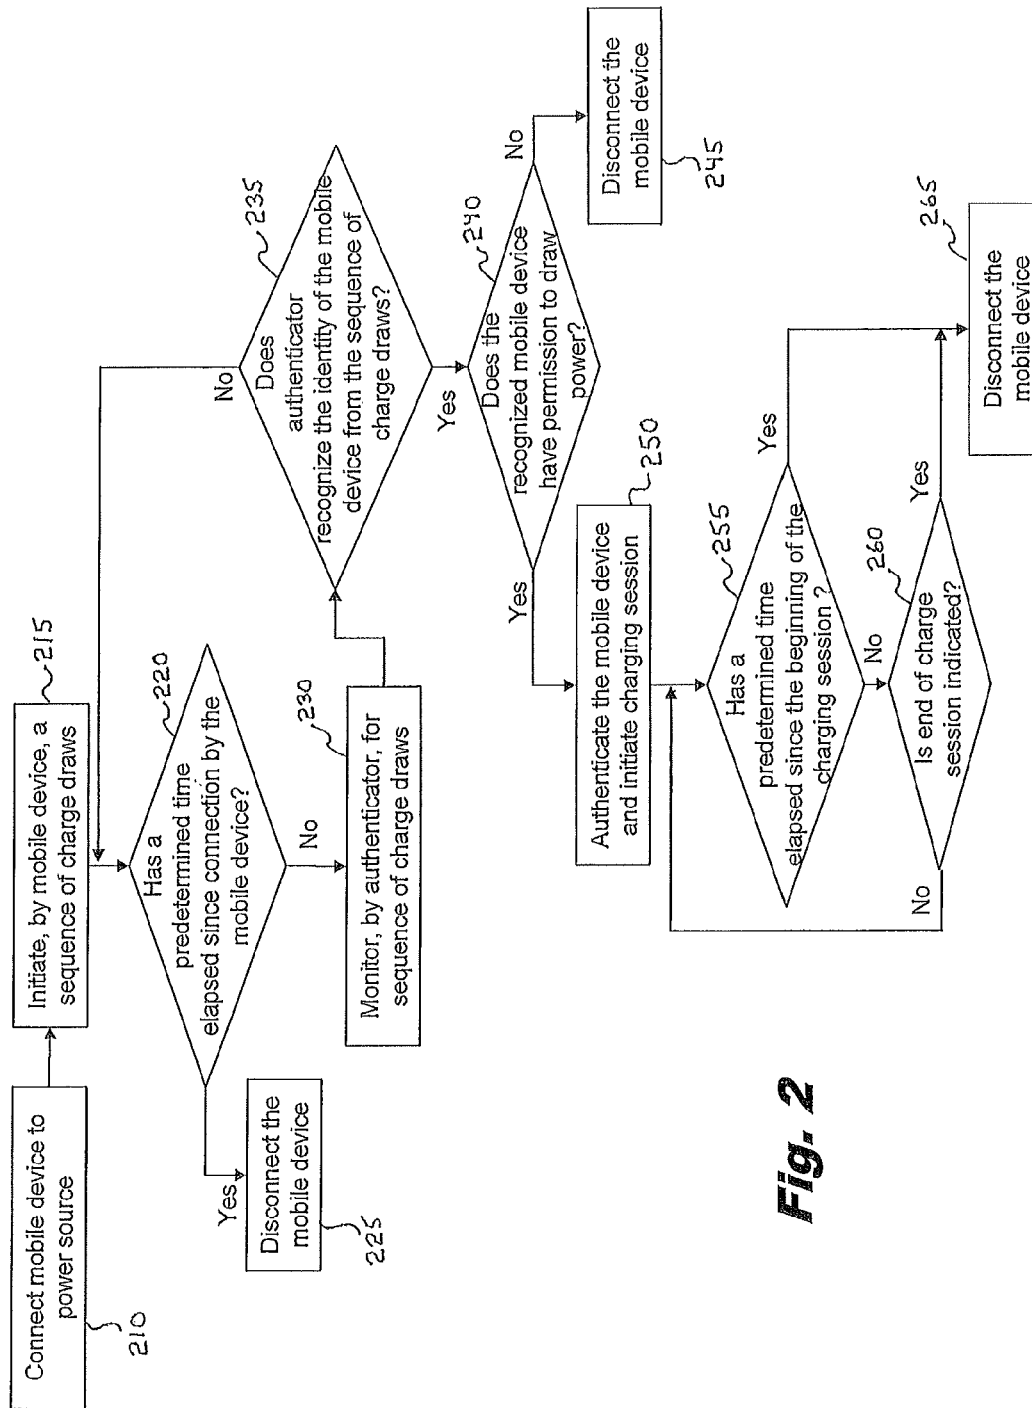 Connect mobile device to
power source
210
Initiate, by mobile device, a
sequence of charge draws
215
Has a
predetermined time
elapsed since connection by the
mobile device?
220
Yes
Disconnect the
mobile device
225
No
Monitor, by authenticator, for
sequence of charge draws
230
No
Does
authenticator
recognize the identity of the mobile
device from the sequence of
charge draws?
235
Yes
Does the
recognized mobile device
have permission to draw
power?
240
No
Disconnect the
mobile device
245
Yes
Authenticate the mobile device
and initiate charging session
250
Has a
predetermined time
elapsed since the beginning of the
charging session ?
255
Yes
No
Is end of charge
session indicated?
260
No
Yes
Disconnect the
mobile device
265
Fig. 2